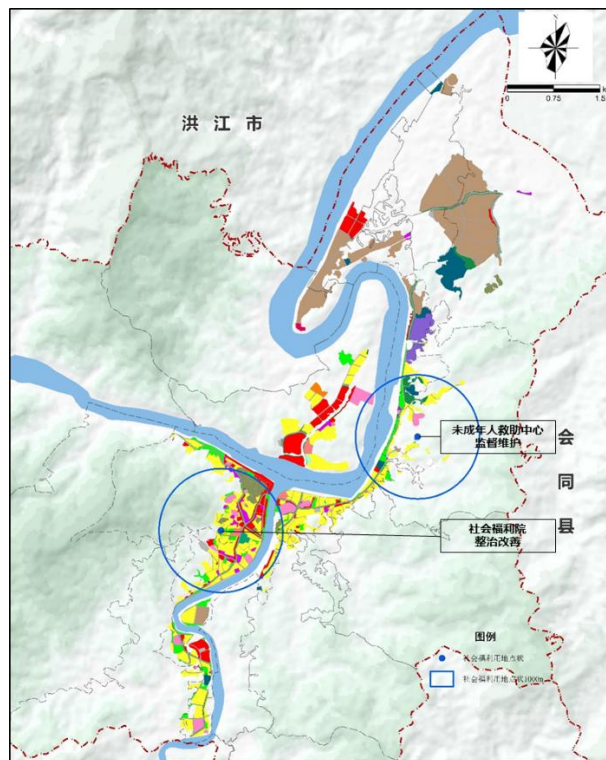 洪江市
0 0.75 1.5
未成年人救助中心
监督维护
会同县
社会福利院
整治改善
图例
社会福利用地点状
社会福利用地点状1000m